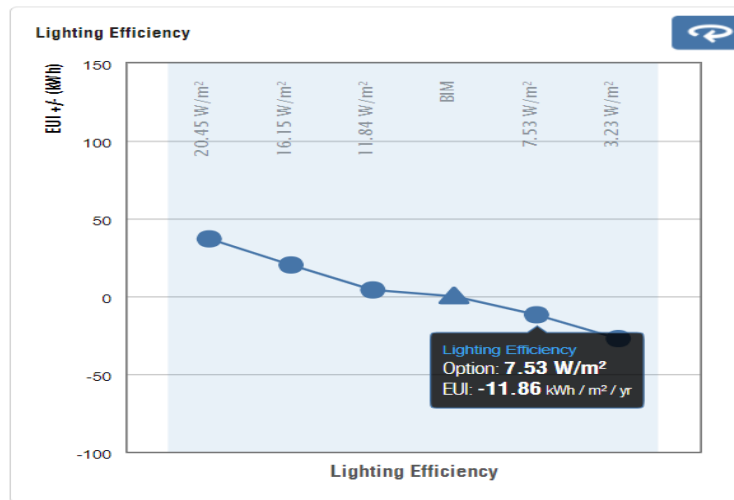 Lighting Efficiency
EUI +/- (kWh)
150
100
50
0
-50
-100
20.45 W/m²
16.15 W/m²
11.84 W/m²
BIM
7.53 W/m²
3.23 W/m²
Lighting Efficiency
Option: 7.53 W/m²
EUI: -11.86 kWh / m² / yr
Lighting Efficiency